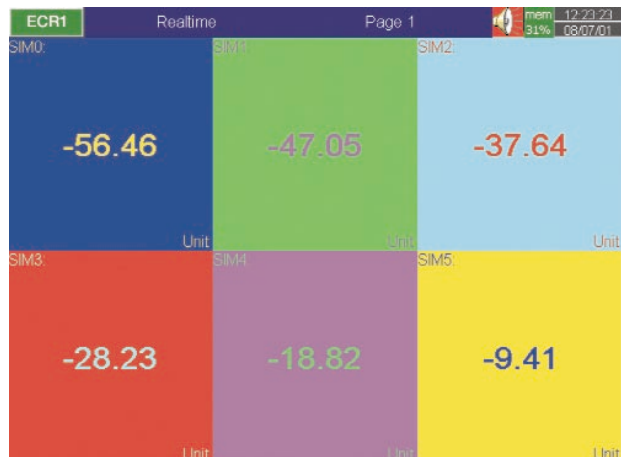 ECR1 Realtime Page 1 mem 12:23:23
31% 08/07/01
SIM0: SIM1: SIM2:
-56.46 -47.05 -37.64
Unit Unit Unit
SIM3: SIM4 SIM5:
-28.23 -18.82 -9.41
Unit Unit Unit